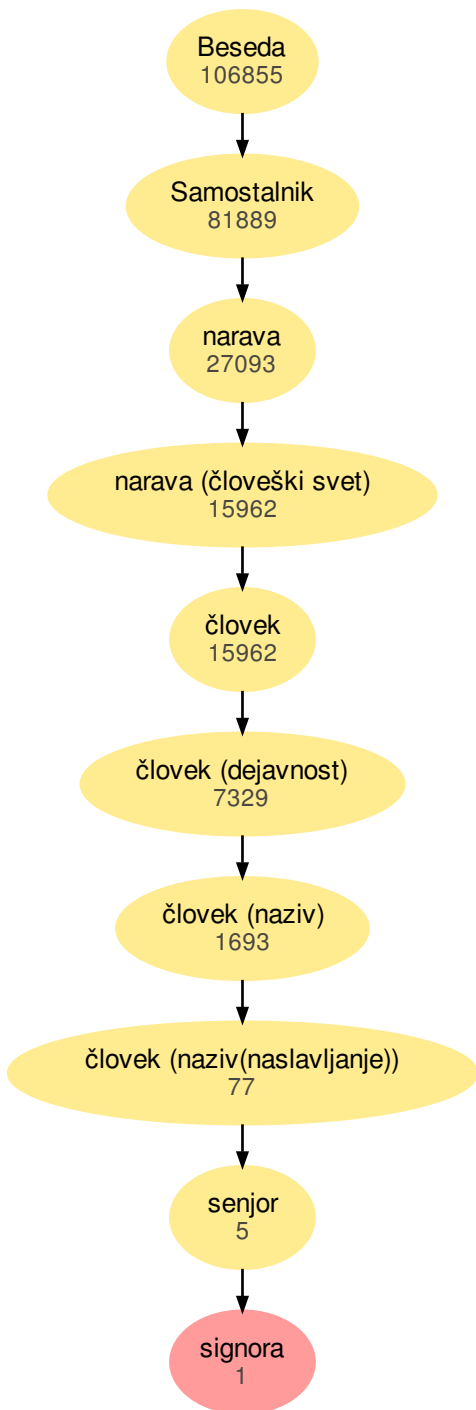 Beseda
106855
Samostalnik
81889
narava
27093
narava (človeški svet)
15962
človek
15962
človek (dejavnost)
7329
človek (naziv)
1693
človek (naziv(naslavljanje))
77
senjor
5
signora
1